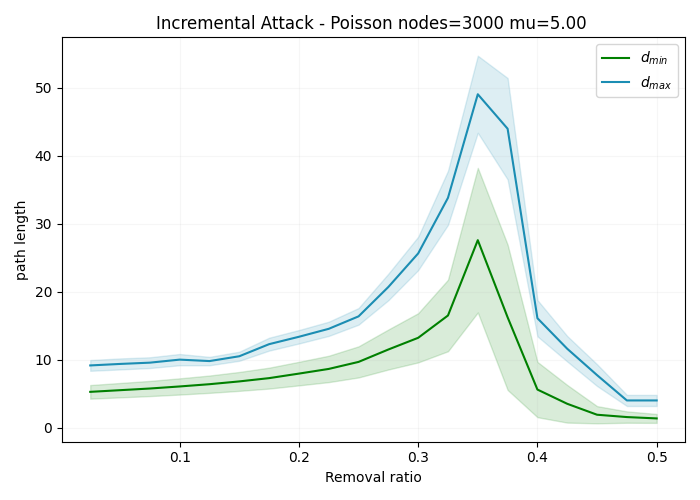 Incremental Attack - Poisson nodes=3000 mu=5.00
d_min
d_max
path length
50
40
30
20
10
0
0.1 0.2 0.3 0.4 0.5
Removal ratio